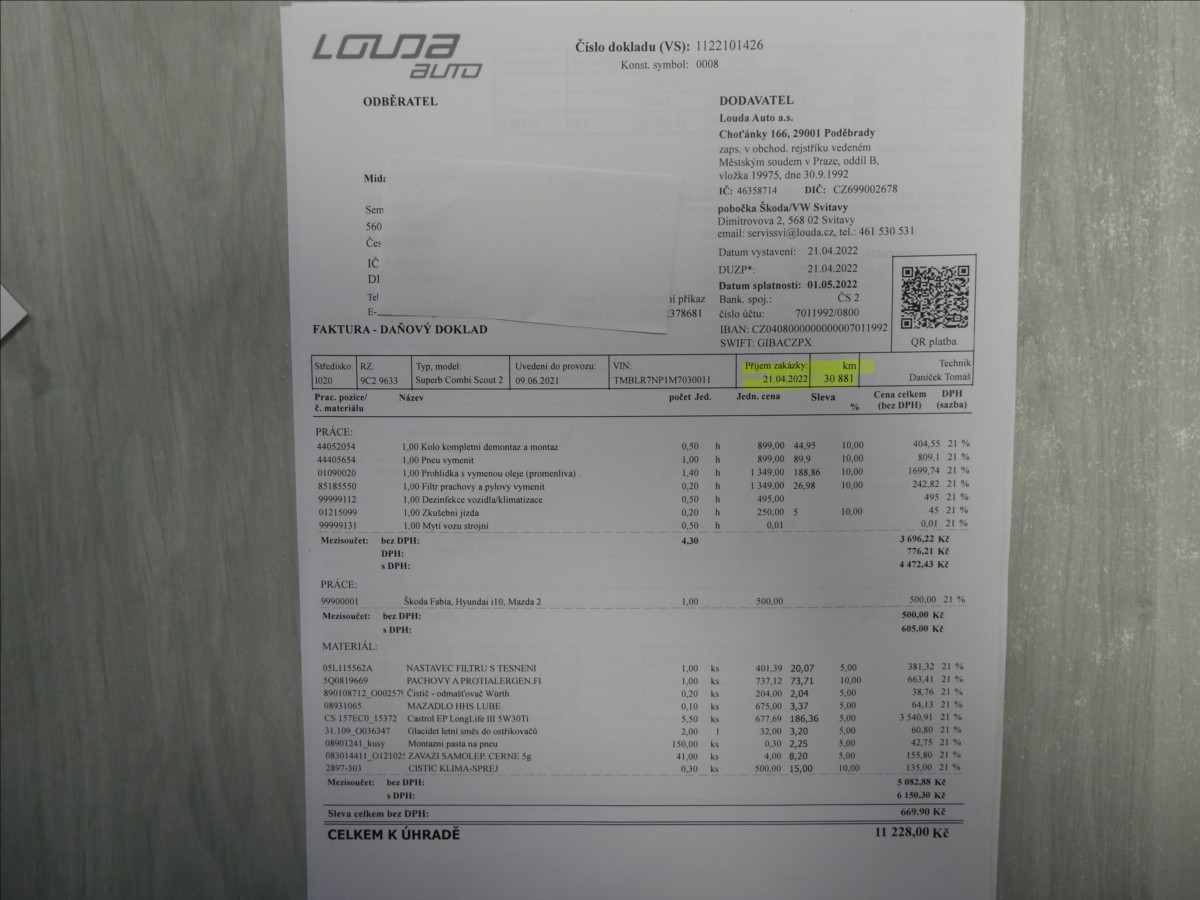 LOUDA
AUTO
Číslo dokladu (VS): 1122101426
Konst. symbol: 0008
ODBĚRATEL
DODAVATEL
Louda Auto a.s.
Choťánky 166, 29001 Poděbrady
zaps. v obchod. rejstříku vedeném
Městským soudem v Praze, oddíl B,
vložka 19975, dne 30.9.1992
IČ: 46358714 DIČ: CZ699002678
pobočka Škoda/VW Svitavy
Dimitrovova 2, 568 02 Svitavy
email: servissvi@louda.cz, tel.: 461 530 531
Datum vystavení: 21.04.2022
DUZP*: 21.04.2022
Datum splatnosti: 01.05.2022
Bank. spoj.: ČS 2
číslo účtu: 7011992/0800
IBAN: CZ0408000000000007011992
SWIFT: GIBACZPX
QR platba
Sem
560
IČ
Tel
E-
příkaz
FAKTURA - DAŇOVÝ DOKLAD
Středisko: RZ: Typ, model: Uvedení do provozu: VIN: Příjem zakázky: km Technik
1020 9C2 9633 Superb Combi Scout 2 09.06.2021 TMBLR7NP1M7030011 21.04.2022 30 881 Daníček Tomáš
Prac. pozice/ Název počet Jed. Jedn. cena Sleva Cena celkem DPH
č. materiálu % (bez DPH) (sazba)
PRÁCE:
44052054 1,00 Kolo kompletni demontaz a montaz 0,50 h 899,00 44,95 10,00 404,55 21 %
44405654 1,00 Pneu vymenit 1,00 h 899,00 89,9 10,00 809,1 21 %
01090020 1,00 Prohlidka s vymenou oleje (promenliva) . 1,40 h 1 349,00 188,86 10,00 1699,74 21 %
85185550 1,00 Filtr prachovy a pylovy vymenit 0,20 h 1 349,00 26,98 10,00 242,82 21 %
99999112 1,00 Dezinfekce vozidla/klimatizace 0,50 h 495,00 495 21 %
01215099 1,00 Zkušební jízda 0,20 h 250,00 5 10,00 45 21 %
99999131 1,00 Mytí vozu strojní 0,50 h 0,01 0,01 21 %
Mezisoučet: bez DPH: 4,30 3 696,22 Kč
DPH: 776,21 Kč
s DPH: 4 472,43 Kč
PRÁCE:
99900001 Škoda Fabia, Hyundai i10, Mazda 2 1,00 500,00 500,00 21 %
Mezisoučet: bez DPH: 500,00 Kč
s DPH: 605,00 Kč
MATERIÁL:
05L115562A NASTAVEC FILTRU S TESNENI 1,00 ks 401,39 20,07 5,00 381,32 21 %
5Q0819669 PACHOVY A PROTIALERGEN.FI 1,00 ks 737,12 73,71 10,00 663,41 21 %
890108712_O002579 Čistič - odmašťovač Würth 0,20 ks 204,00 2,04 5,00 38,76 21 %
08931065 MAZADLO HHS LUBE 0,10 ks 675,00 3,37 5,00 64,13 21 %
CS 157EC0_15372 Castrol EP LongLife III 5W30Ti 5,50 ks 677,69 186,36 5,00 3 540,91 21 %
31.109_O036347 Glacidet letní směs do ostřikovačů 2,00 l 32,00 3,20 5,00 60,80 21 %
08901241_kusy Montazni pasta na pneu 150,00 ks 0,30 2,25 5,00 42,75 21 %
083014411_O12102 ZAVAZI SAMOLEP. CERNE 5g 41,00 ks 4,00 8,20 5,00 155,80 21 %
2897-303 CISTIC KLIMA-SPREJ 0,30 ks 500,00 15,00 10,00 135,00 21 %
Mezisoučet: bez DPH: 5 082,88 Kč
s DPH: 6 150,30 Kč
Sleva celkem bez DPH: 669.90 Kč
CELKEM K ÚHRADĚ 11 228,00 Kč